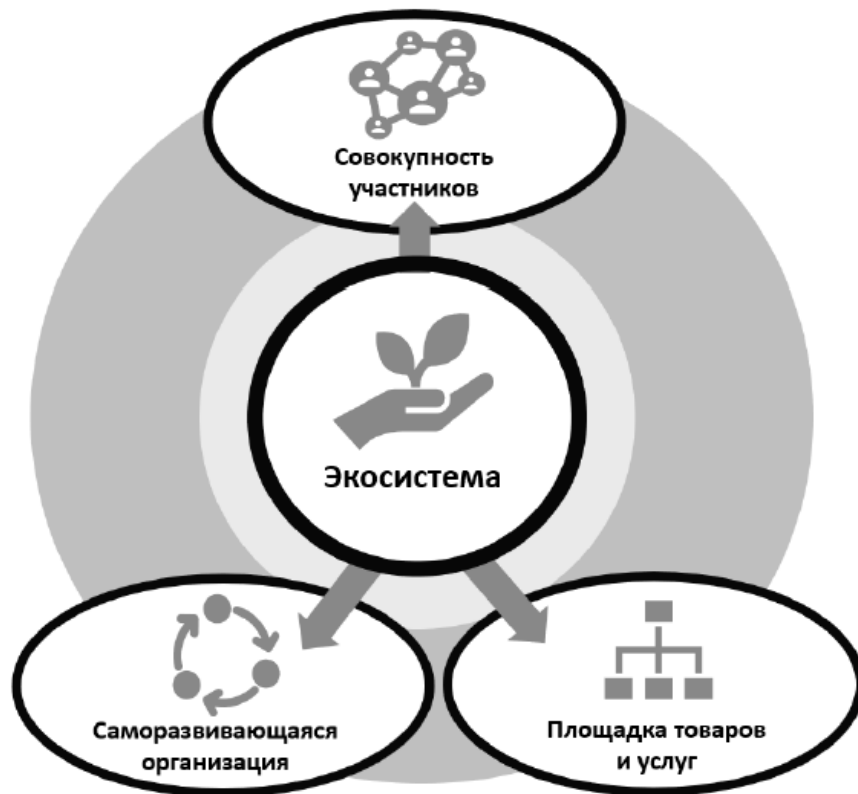 Совокупность
участников
Экосистема
Саморазвивающаяся
организация
Площадка товаров
и услуг